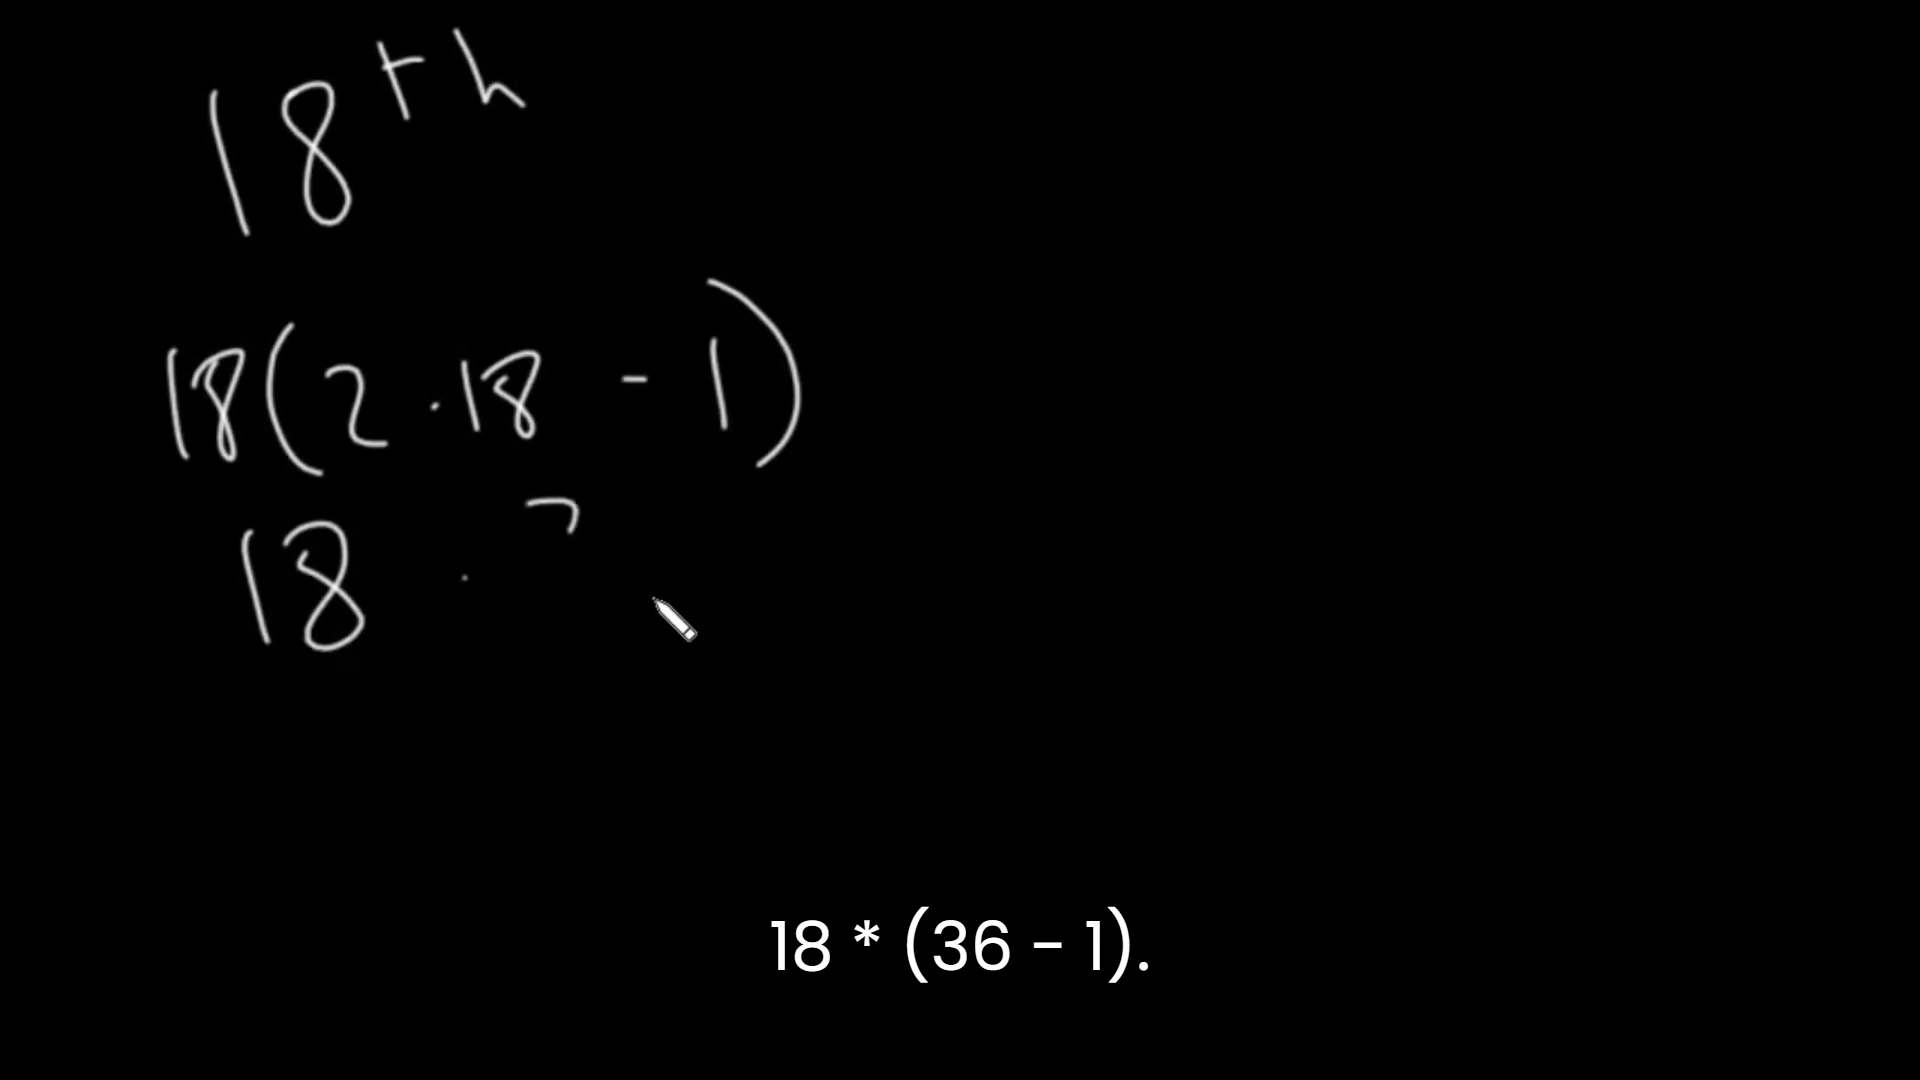 18th
18(2 · 18 - 1)
18 ·
18 * (36 - 1).